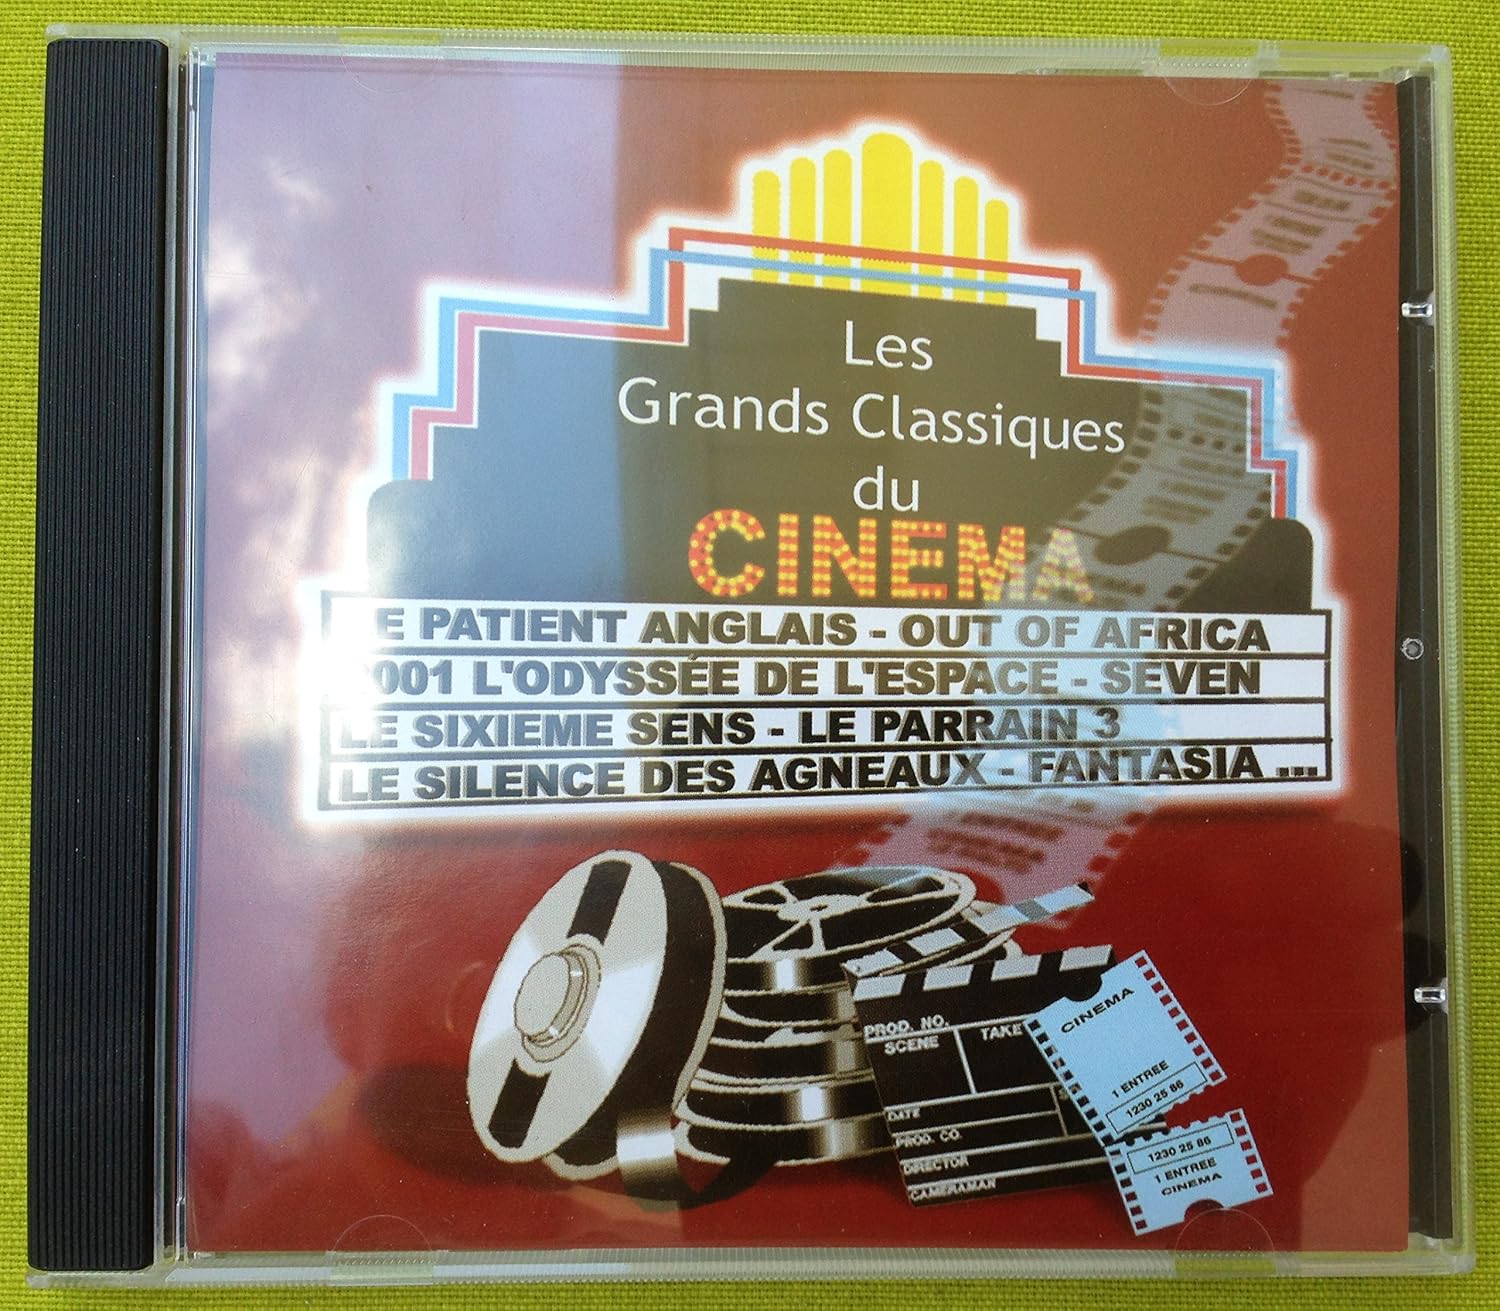 Les
Grands Classiques
du
CINEMA
LE PATIENT ANGLAIS - OUT OF AFRICA
2001 L'ODYSSÉE DE L'ESPACE - SEVEN
LE SIXIEME SENS - LE PARRAIN 3
LE SILENCE DES AGNEAUX - FANTASIA ...
PROD. NO.
SCENE
TAKE
DATE
PROD. CO.
DIRECTOR
CAMERAMAN
CINEMA
1 ENTREE
1230 25 86
1230 25 86
1 ENTREE
CINEMA